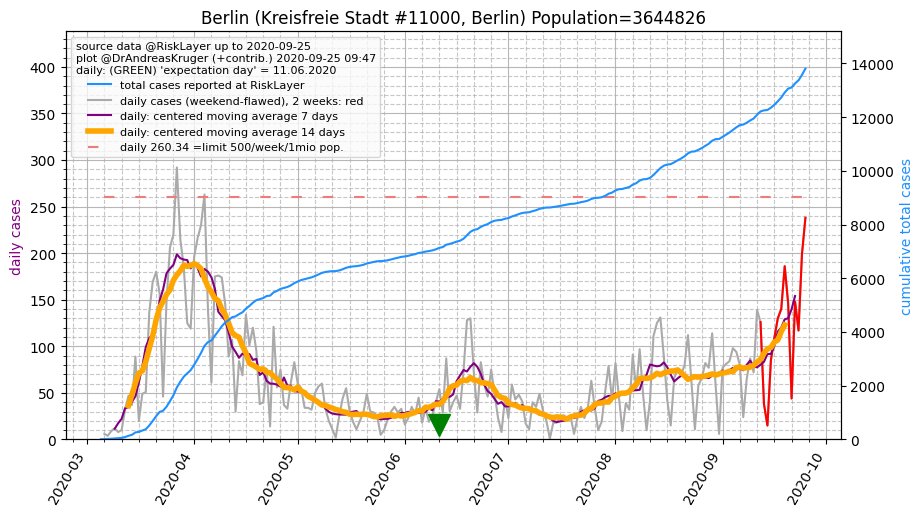 Berlin (Kreisfreie Stadt #11000, Berlin) Population=3644826
source data @RiskLayer up to 2020-09-25
plot @DrAndreasKruger (+contrib.) 2020-09-25 09:47
daily: (GREEN) 'expectation day' = 11.06.2020
total cases reported at RiskLayer
daily cases (weekend-flawed), 2 weeks: red
daily: centered moving average 7 days
daily: centered moving average 14 days
daily 260.34 =limit 500/week/1mio pop.
daily cases
400
350
300
250
200
150
100
50
0
14000
12000
10000
8000
6000
4000
2000
0
cumulative total cases
2020-03
2020-04
2020-05
2020-06
2020-07
2020-08
2020-09
2020-10